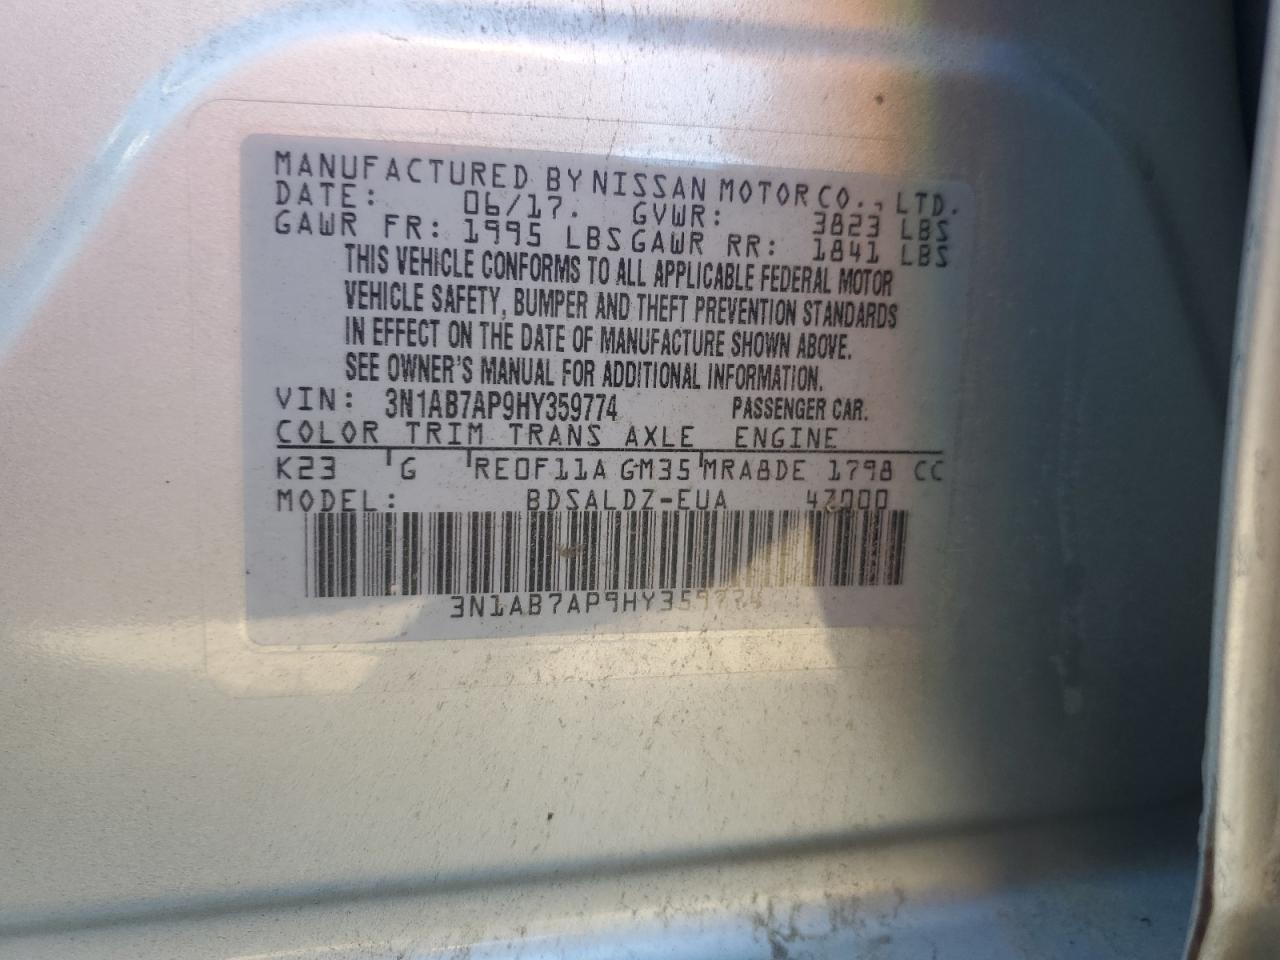 MANUFACTURED BY NISSAN MOTOR CO., LTD.
DATE: 06/17. GVWR: 3823 LBS
GAWR FR: 1995 LBS GAWR RR: 1841 LBS
THIS VEHICLE CONFORMS TO ALL APPLICABLE FEDERAL MOTOR
VEHICLE SAFETY, BUMPER AND THEFT PREVENTION STANDARDS
IN EFFECT ON THE DATE OF MANUFACTURE SHOWN ABOVE.
SEE OWNER'S MANUAL FOR ADDITIONAL INFORMATION.
VIN: 3N1AB7AP9HY359774 PASSENGER CAR.
COLOR TRIM TRANS AXLE ENGINE
K23 G RE0F11A GM35 MRA8DE 1798 CC
MODEL: BDSALDZ-EUA
3N1AB7AP9HY359774